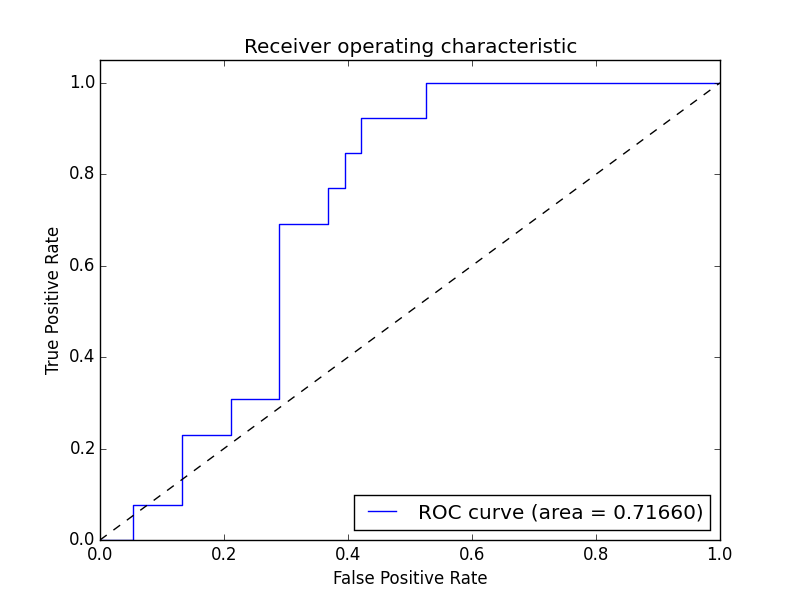 Receiver operating characteristic
True Positive Rate
1.0
0.8
0.6
0.4
0.2
0.0
ROC curve (area = 0.71660)
0.0 0.2 0.4 0.6 0.8 1.0
False Positive Rate